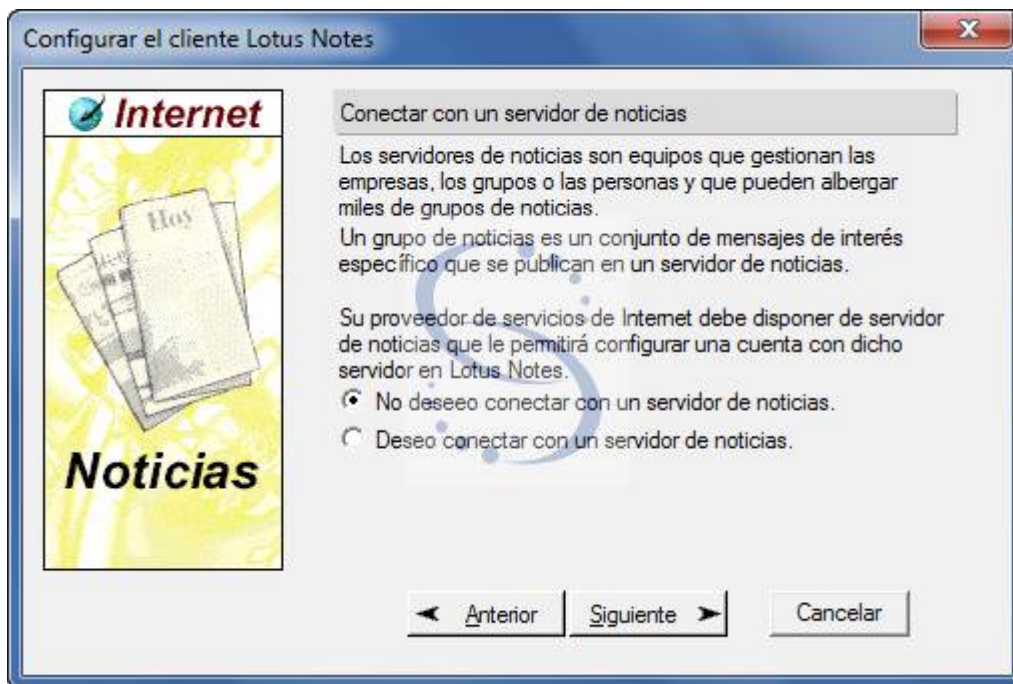 Configurar el cliente Lotus Notes
Internet
Noticias
Conectar con un servidor de noticias
Los servidores de noticias son equipos que gestionan las
empresas, los grupos o las personas y que pueden albergar
miles de grupos de noticias.
Un grupo de noticias es un conjunto de mensajes de interés
específico que se publican en un servidor de noticias.
Su proveedor de servicios de Internet debe disponer de servidor
de noticias que le permitirá configurar una cuenta con dicho
servidor en Lotus Notes.
No deseeo conectar con un servidor de noticias.
Deseo conectar con un servidor de noticias.
Anterior
Siguiente
Cancelar